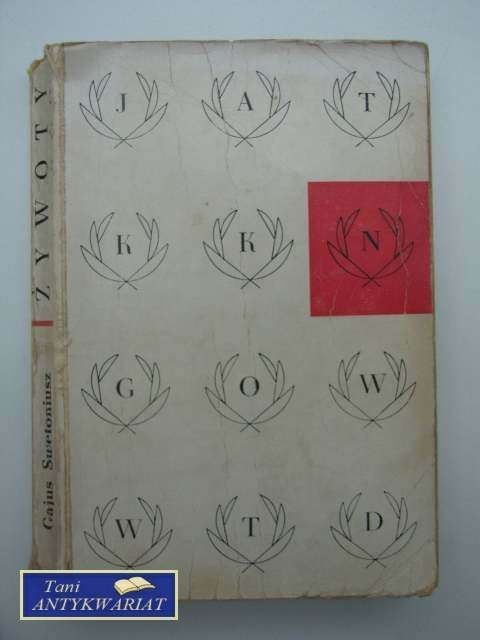 J A T
K K N
G O W
W T D
Gajus Swetoniusz ŻYWOTY
Tani
ANTYKWARIAT